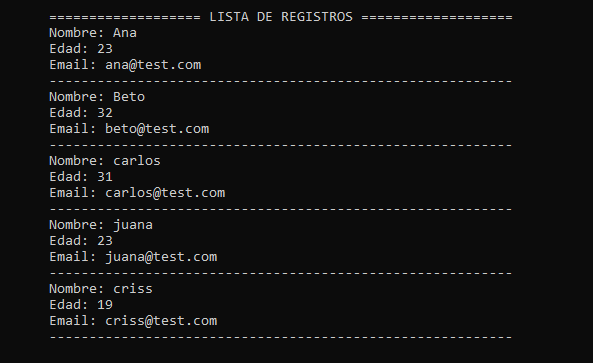 =================== LISTA DE REGISTROS ===================
Nombre: Ana
Edad: 23
Email: ana@test.com
----------------------------------------------------------
Nombre: Beto
Edad: 32
Email: beto@test.com
----------------------------------------------------------
Nombre: carlos
Edad: 31
Email: carlos@test.com
----------------------------------------------------------
Nombre: juana
Edad: 23
Email: juana@test.com
----------------------------------------------------------
Nombre: criss
Edad: 19
Email: criss@test.com
----------------------------------------------------------